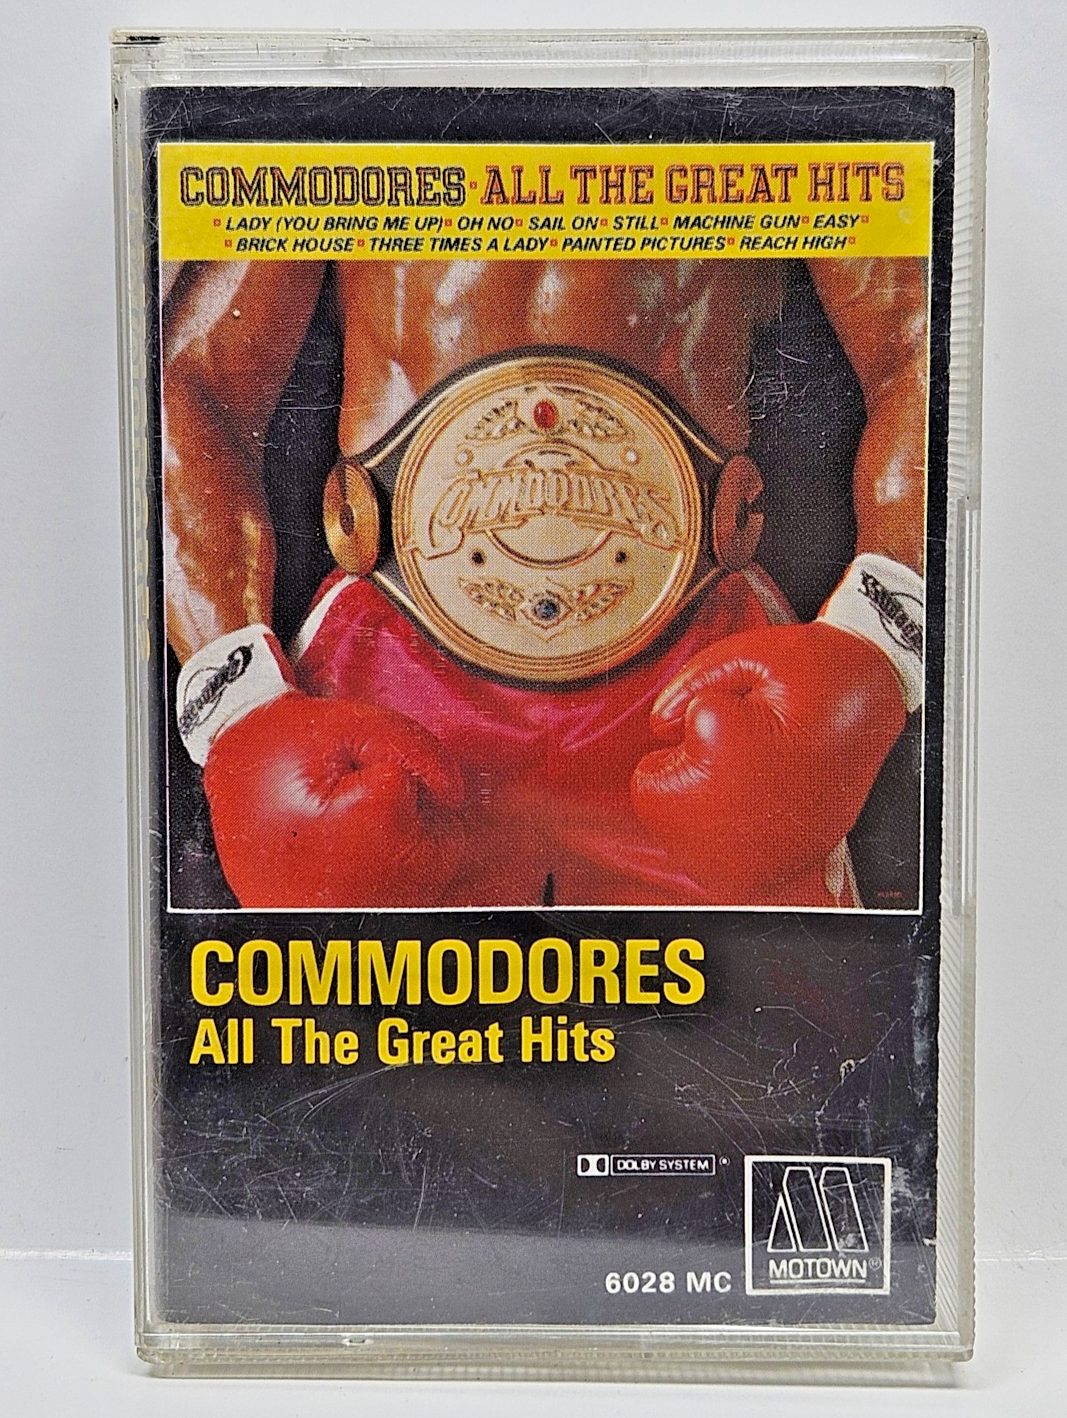 COMMODORES · ALL THE GREAT HITS
LADY (YOU BRING ME UP) OH NO SAIL ON STILL MACHINE GUN EASY
BRICK HOUSE THREE TIMES A LADY PAINTED PICTURES REACH HIGH
COMMODORES
C
Commodores
Commodores
COMMODORES
All The Great Hits
DOLBY SYSTEM ®
6028 MC
MOTOWN®